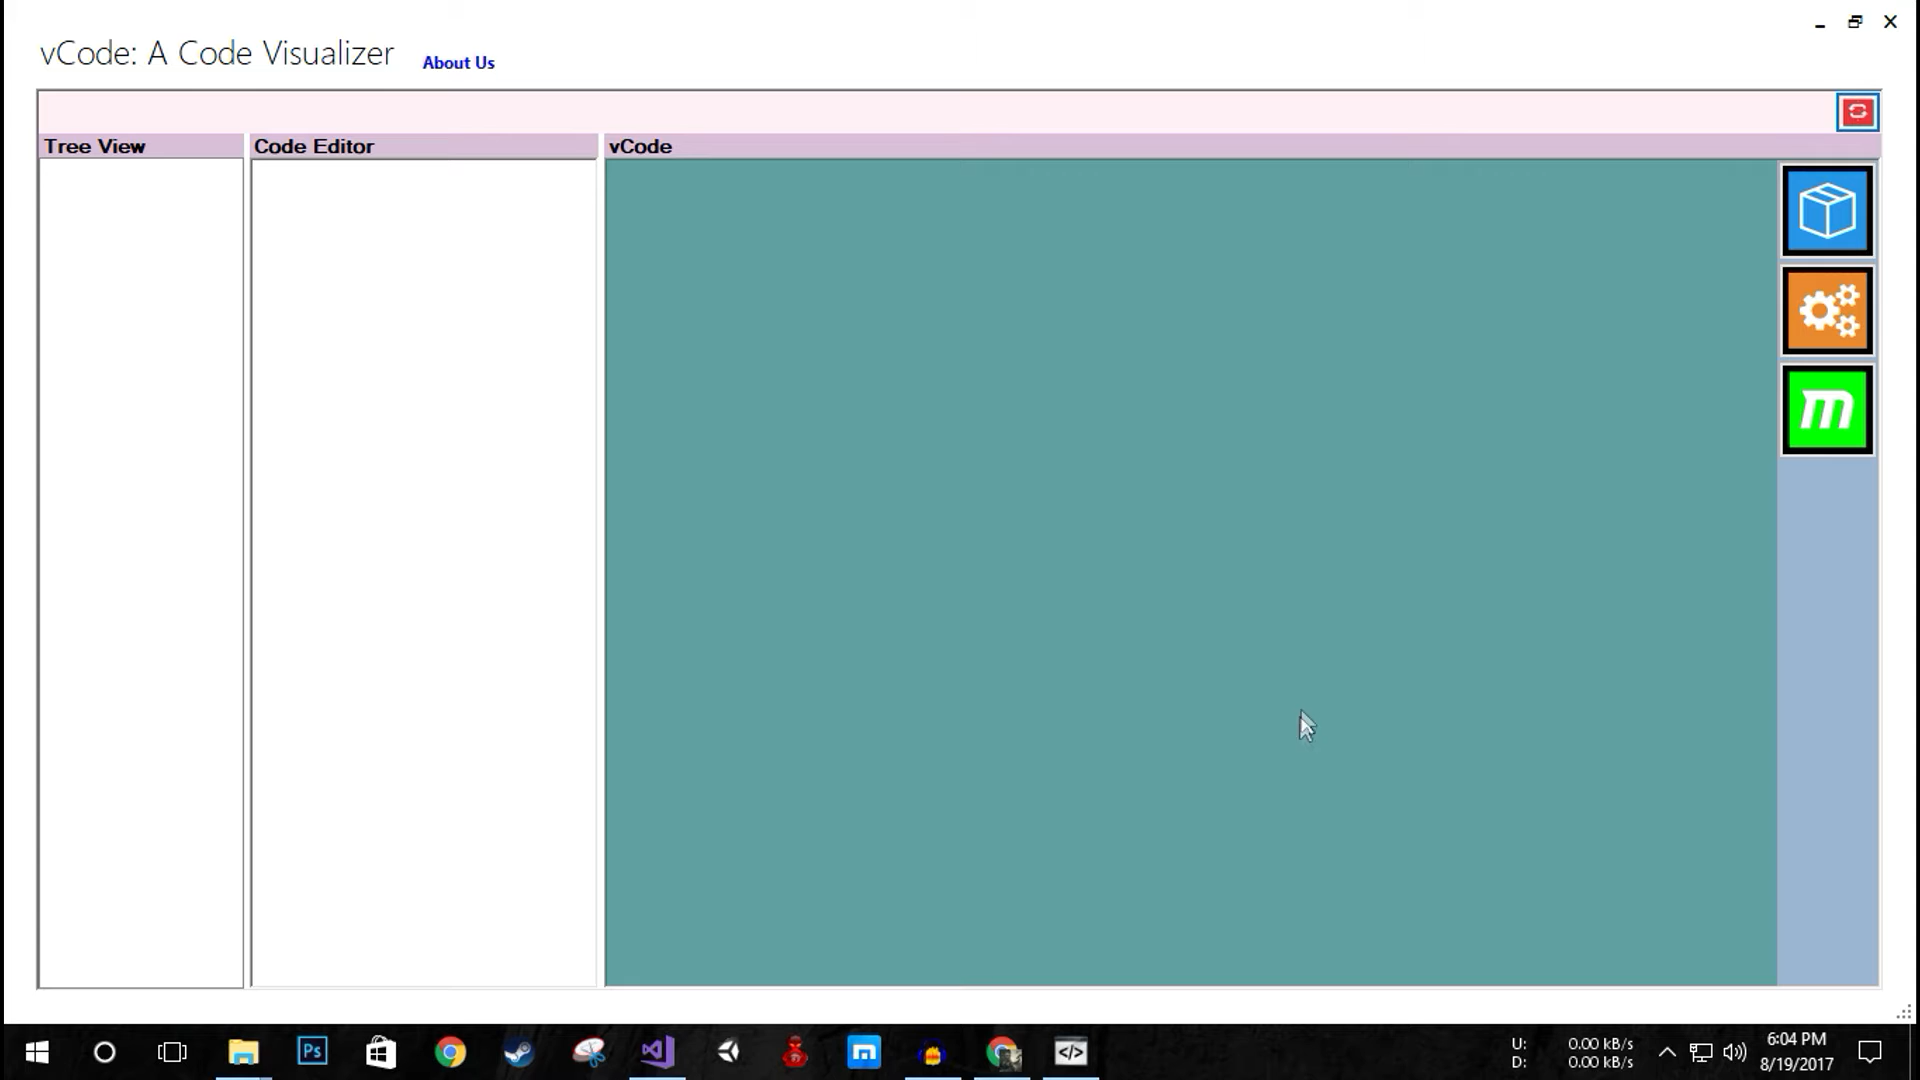 vCode: A Code Visualizer
About Us
Tree View
Code Editor
vCode
m
Ps
U: 0.00 kB/s
D: 0.00 kB/s
6:04 PM
8/19/2017